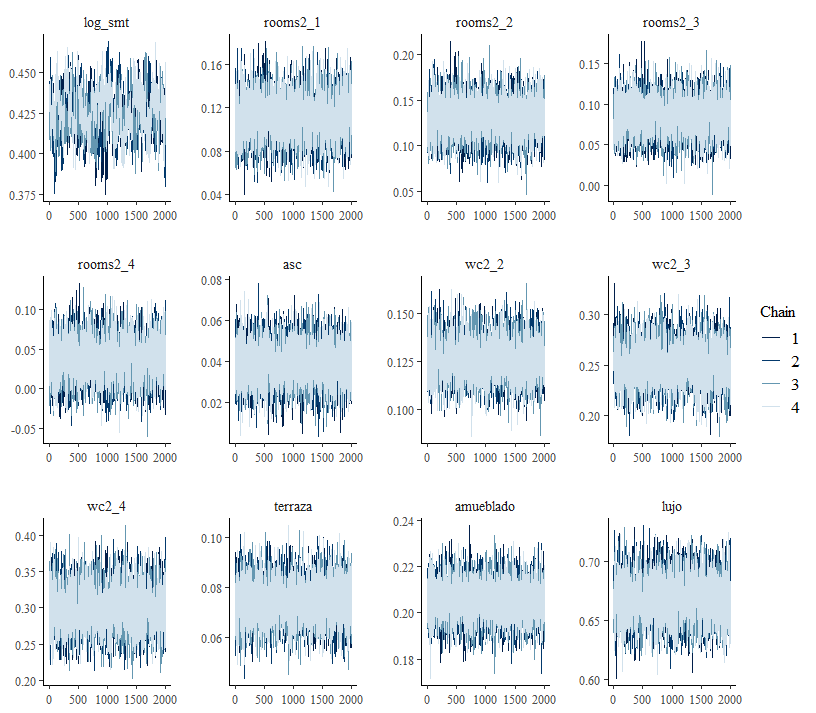 log_smt
rooms2_1
rooms2_2
rooms2_3
0.450
0.425
0.400
0.375
0.16
0.12
0.08
0.04
0.20
0.15
0.10
0.05
0.15
0.10
0.05
0.00
0 500 1000 1500 2000
0 500 1000 1500 2000
0 500 1000 1500 2000
0 500 1000 1500 2000
rooms2_4
asc
wc2_2
wc2_3
0.10
0.05
0.00
-0.05
0.08
0.06
0.04
0.02
0.150
0.125
0.100
0.30
0.25
0.20
0 500 1000 1500 2000
0 500 1000 1500 2000
0 500 1000 1500 2000
0 500 1000 1500 2000
Chain
1
2
3
4
wc2_4
terraza
amueblado
lujo
0.40
0.35
0.30
0.25
0.20
0.10
0.08
0.06
0.24
0.22
0.20
0.18
0.70
0.65
0.60
0 500 1000 1500 2000
0 500 1000 1500 2000
0 500 1000 1500 2000
0 500 1000 1500 2000